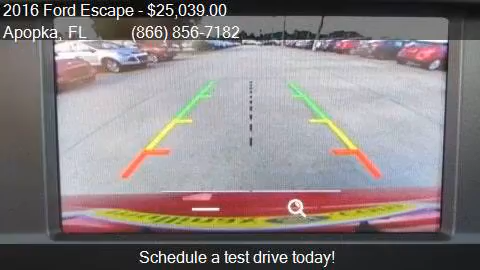 2016 Ford Escape - $25,039.00
Apopka, FL (866) 856-7182
Schedule a test drive today!